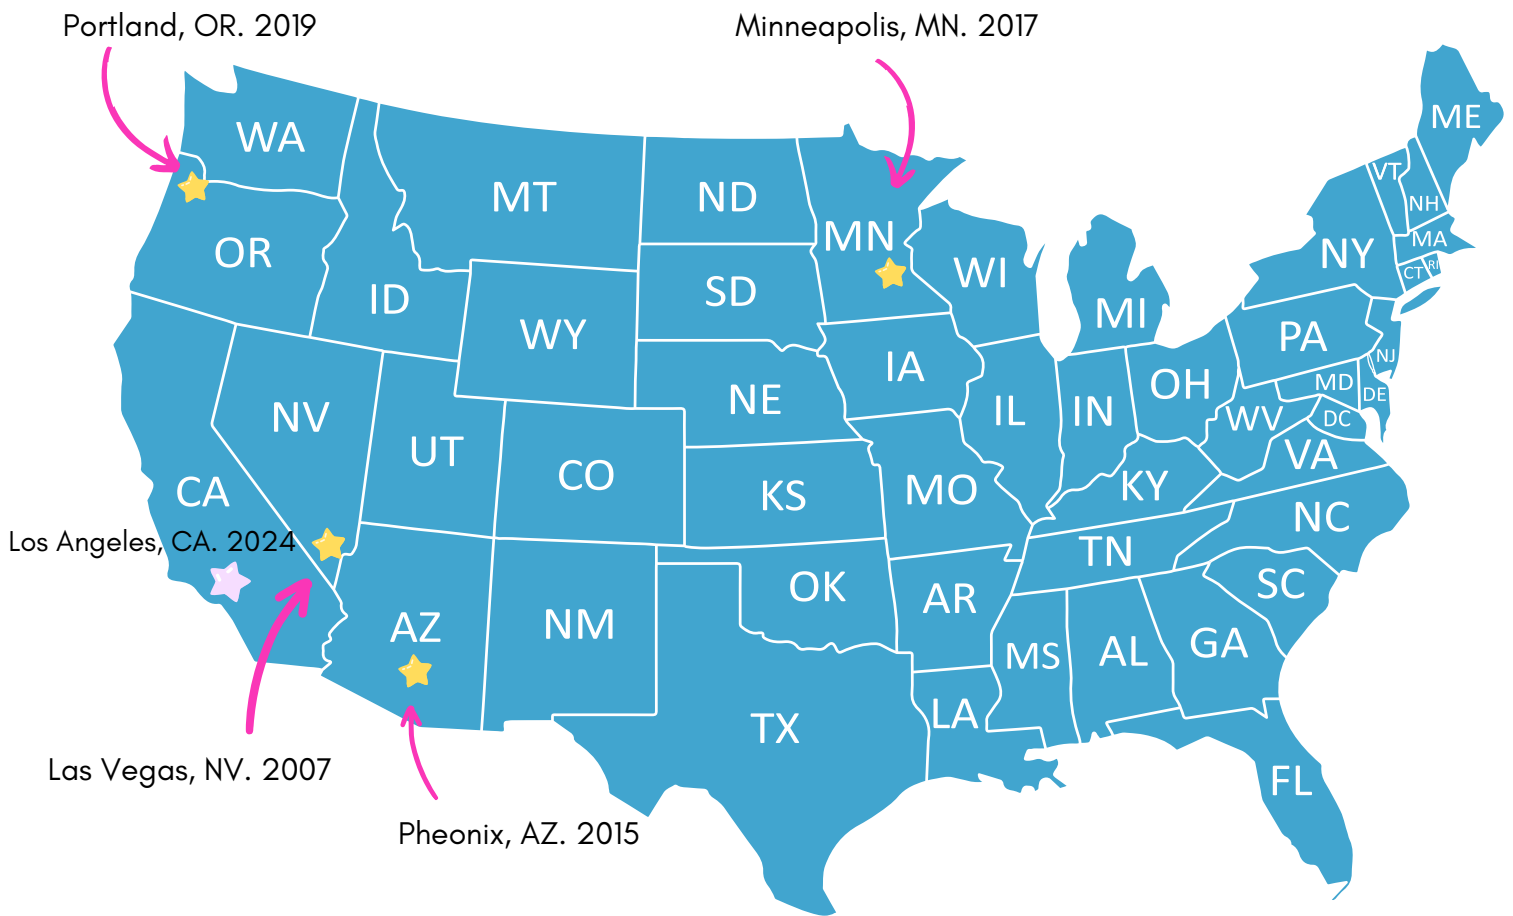 Portland, OR. 2019
Minneapolis, MN. 2017
WA
MT
ND
MN
OR
ID
SD
WI
WY
MI
NY
VT
NH
ME
MA
CT
RI
IA
NE
PA
NJ
NV
UT
CO
IL
IN
OH
MD
DE
DC
WV
VA
CA
KS
MO
KY
NC
Los Angeles, CA. 2024
TN
OK
AR
SC
AZ
NM
MS
AL
GA
TX
LA
FL
Las Vegas, NV. 2007
Pheonix, AZ. 2015